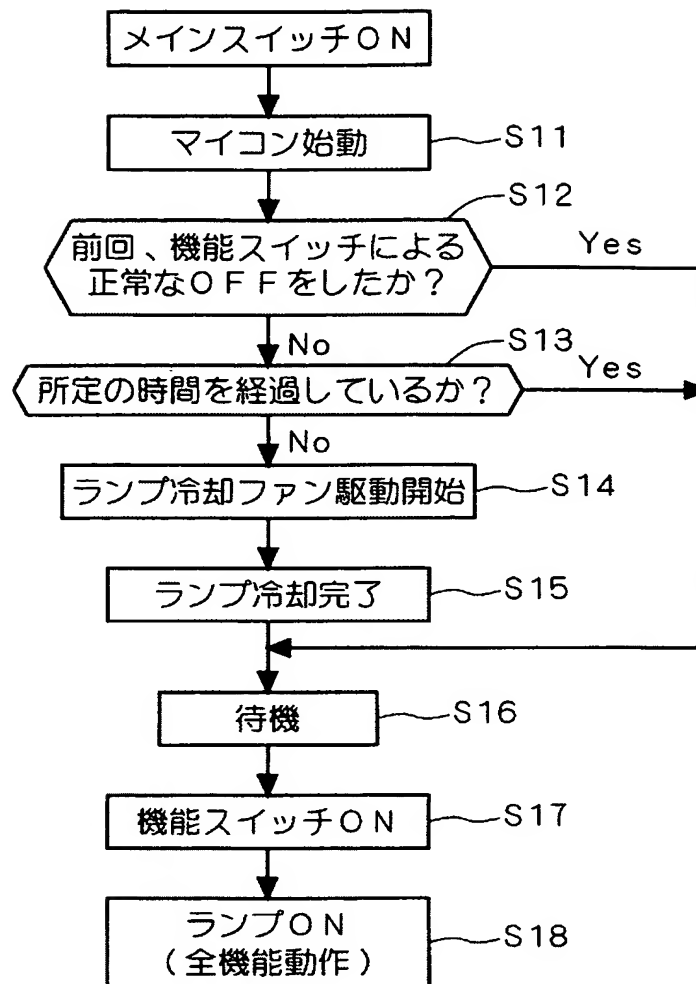 メインスイッチON
マイコン始動
S11
S12
前回、機能スイッチによる
正常なOFFをしたか?
Yes
No
S13
所定の時間を経過しているか?
Yes
No
ランプ冷却ファン駆動開始
S14
ランプ冷却完了
S15
待機
S16
機能スイッチON
S17
ランプON
(全機能動作)
S18